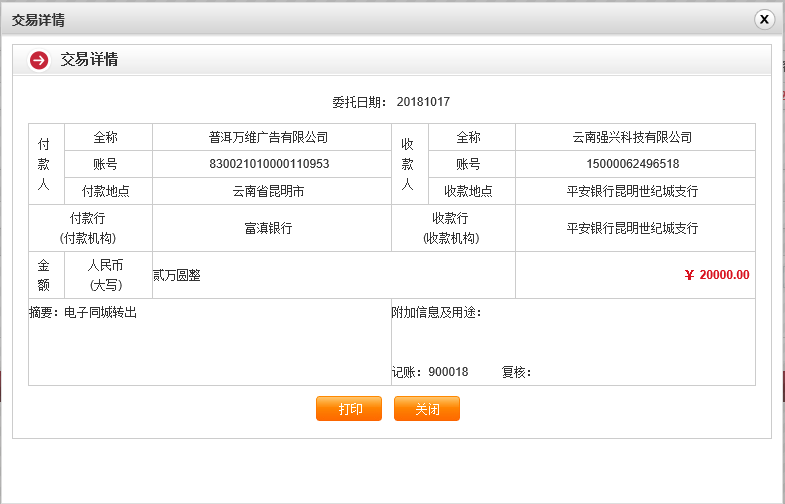 交易详情
交易详情
委托日期: 20181017
付款人 全称 普洱万维广告有限公司 收款人 全称 云南强兴科技有限公司
账号 830021010000110953 账号 15000062496518
付款地点 云南省昆明市 收款地点 平安银行昆明世纪城支行
付款行 (付款机构) 富滇银行 收款行 (收款机构) 平安银行昆明世纪城支行
金额 人民币 (大写) 贰万圆整 ¥ 20000.00
摘要：电子同城转出 附加信息及用途：
记账：900018 复核：
打印 关闭